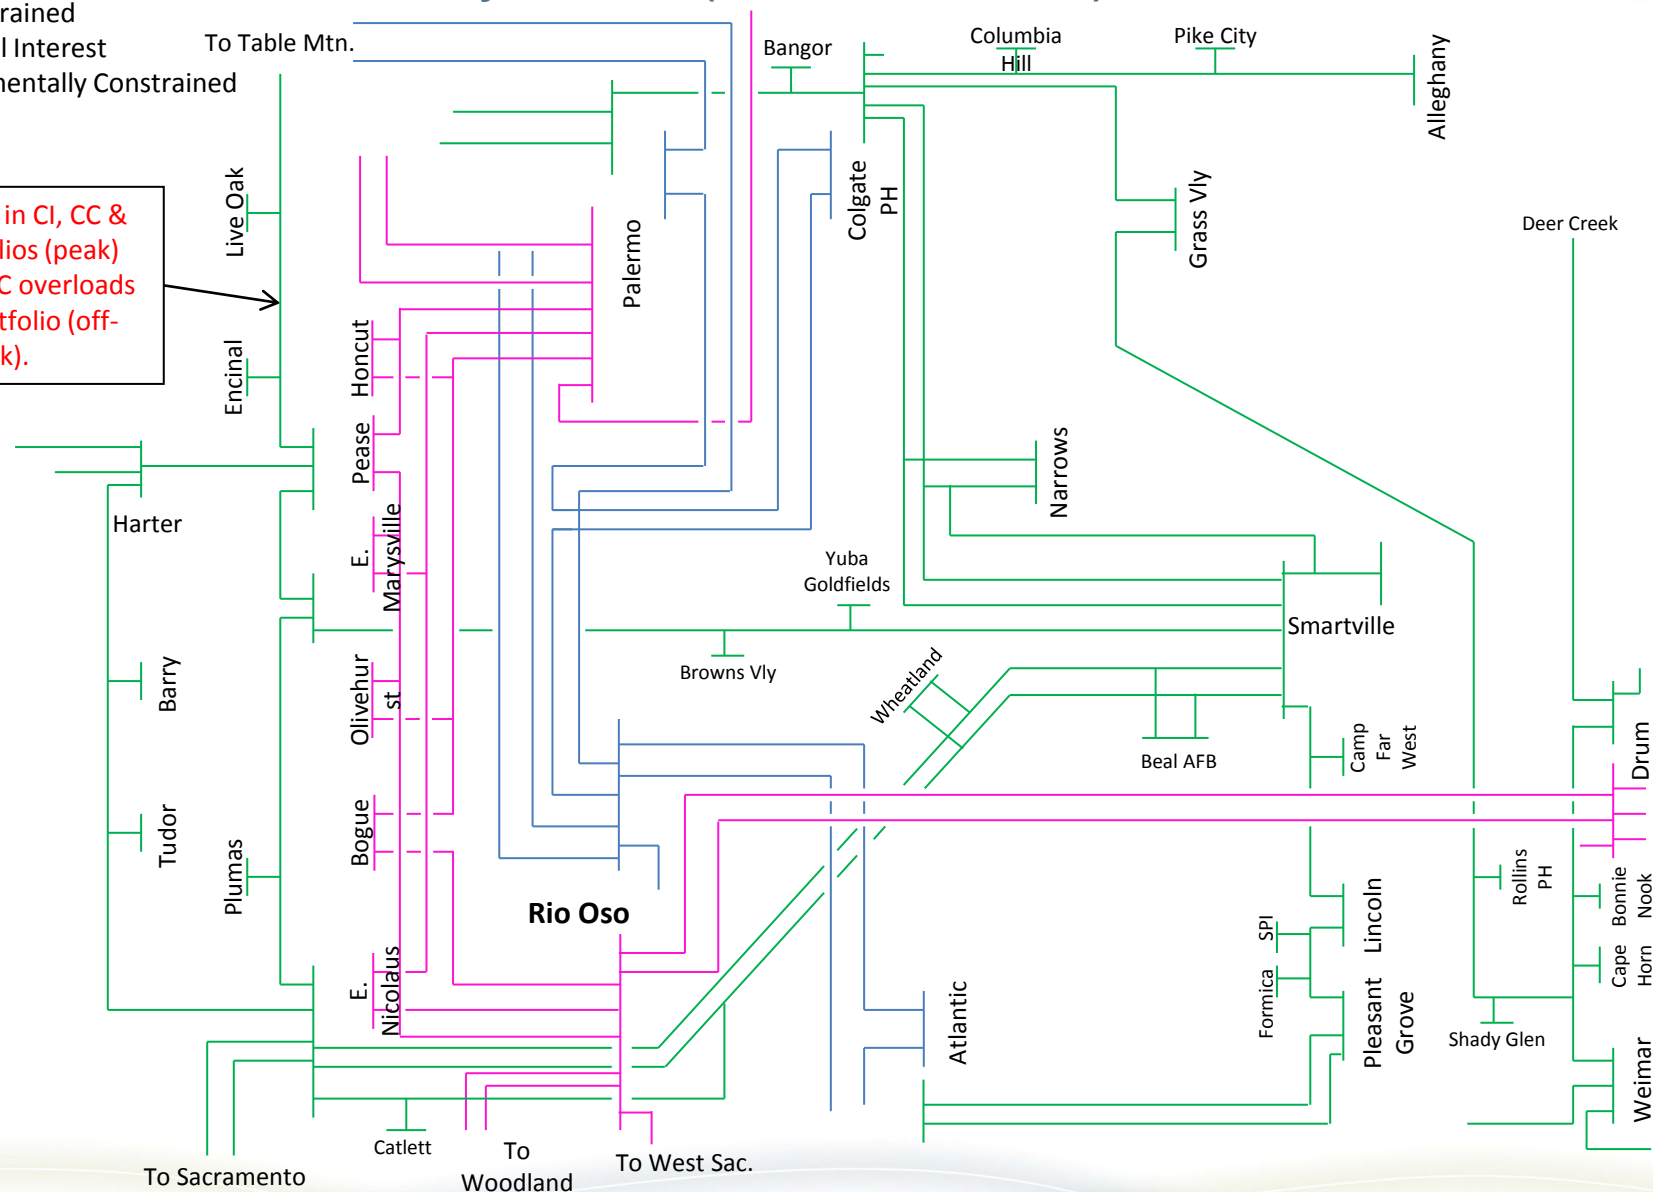 rained
l Interest
nentally Constrained
To Table Mtn.
in CI, CC &
lios (peak)
C overloads
tfolio (off-
k).
Bangor
Columbia
Hill
Pike City
Alleghany
Live Oak
Encinal
Palermo
Colgate
PH
Grass Vly
Deer Creek
Honcut
Pease
Harter
E.
Marysville
Narrows
Yuba
Goldfields
Smartville
Browns Vly
Barry
Olivehur
st
Wheatland
Beal AFB
Camp
Far
West
Drum
Tudor
Plumas
Bogue
Rio Oso
Rollins
PH
Bonnie
Nook
SPI
Lincoln
Cape
Horn
E.
Nicolaus
Formica
Pleasant
Grove
Atlantic
Shady Glen
Weimar
Catlett
To
Woodland
To West Sac.
To Sacramento